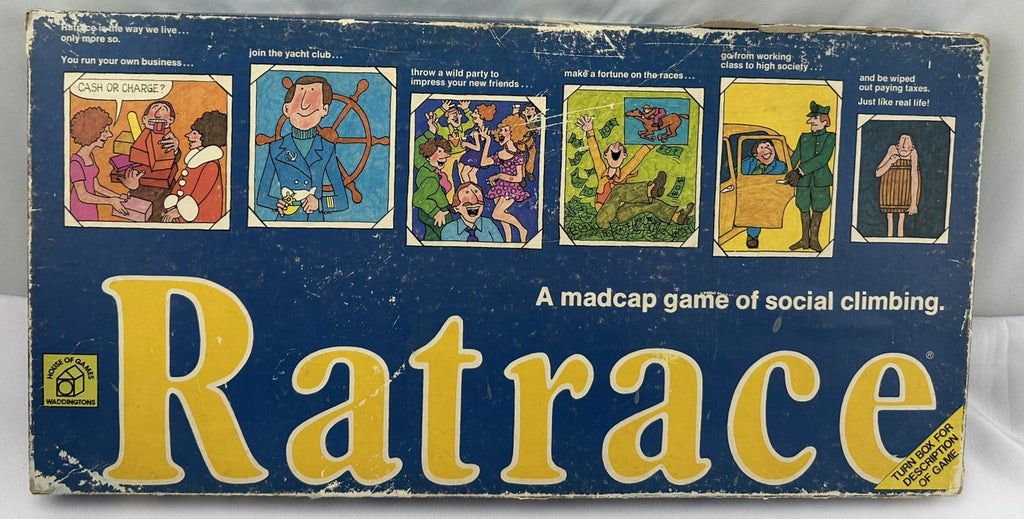 Ratrace is the way we live...
only more so.
You run your own business...
CASH OR CHARGE?
join the yacht club...
throw a wild party to
impress your new friends...
make a fortune on the races...
go from working
class to high society...
and be wiped
out paying taxes.
Just like real life!
A madcap game of social climbing.
Ratrace®
HOUSE OF GAMES
WADDINGTONS
TURN BOX FOR
DESCRIPTION
OF GAME